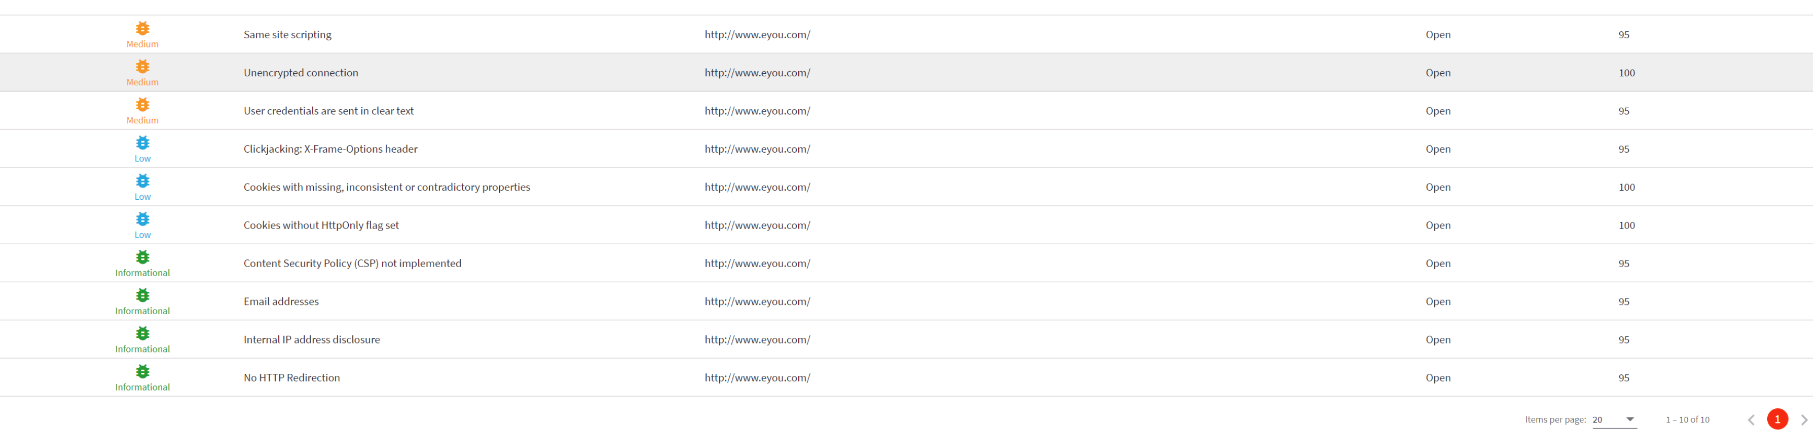 Medium Same site scripting http://www.eyou.com/ Open 95
Medium Unencrypted connection http://www.eyou.com/ Open 100
Medium User credentials are sent in clear text http://www.eyou.com/ Open 95
Low Clickjacking: X-Frame-Options header http://www.eyou.com/ Open 95
Low Cookies with missing, inconsistent or contradictory properties http://www.eyou.com/ Open 100
Low Cookies without HttpOnly flag set http://www.eyou.com/ Open 100
Informational Content Security Policy (CSP) not implemented http://www.eyou.com/ Open 95
Informational Email addresses http://www.eyou.com/ Open 95
Informational Internal IP address disclosure http://www.eyou.com/ Open 95
Informational No HTTP Redirection http://www.eyou.com/ Open 95
Items per page: 20 1 – 10 of 10 1